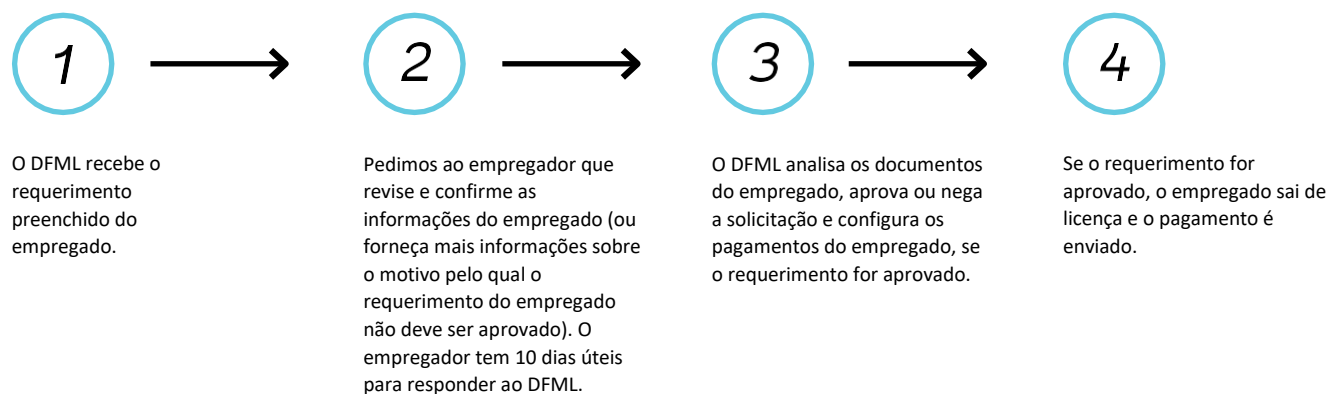 1
O DFML recebe o
requerimento
preenchido do
empregado.
2
Pedimos ao empregador que
revise e confirme as
informações do empregado (ou
forneça mais informações sobre
o motivo pelo qual o
requerimento do empregado
não deve ser aprovado). O
empregador tem 10 dias úteis
para responder ao DFML.
3
O DFML analisa os documentos
do empregado, aprova ou nega
a solicitação e configura os
pagamentos do empregado, se
o requerimento for aprovado.
4
Se o requerimento for
aprovado, o empregado sai de
licença e o pagamento é
enviado.